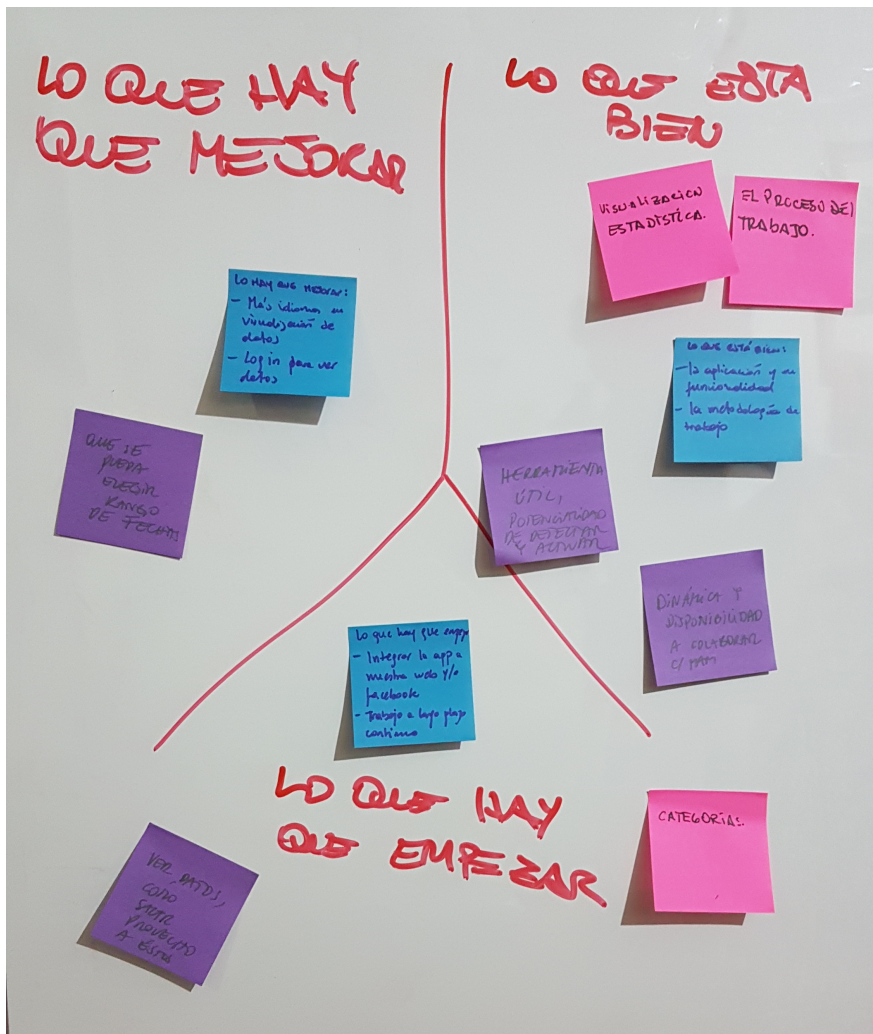 LO QUE HAY
QUE MEJORAR
LO HAY QUE MEJORAR:
- Más idiomas en
visualización de
datos
- Log in para ver
datos
QUE SE
PUEDA
ELEGIR
RANGO
DE FECHAS
LO QUE ESTA
BIEN
VISUALIZACION
ESTADÍSTICA.
EL PROCESO DEL
TRABAJO.
LO QUE ESTÁ BIEN:
- la aplicación y su
funcionalidad
- la metodología de
trabajo
HERRAMIENTA
ÚTIL,
POTENCIALIDAD
DE DETECTAR
Y ACTIVAR
DINÁMICA Y
DISPONIBILIDAD
A COLABORAR
C/
Lo que hay que
- Integrar la app a
nuestra web y/o
facebook
- Trabajo a largo plazo
continuo
LO QUE HAY
QUE EMPEZAR
CATEGORÍAS.
VER DATOS,
COMO
SACAR
PROVECHO
A ÉSTOS